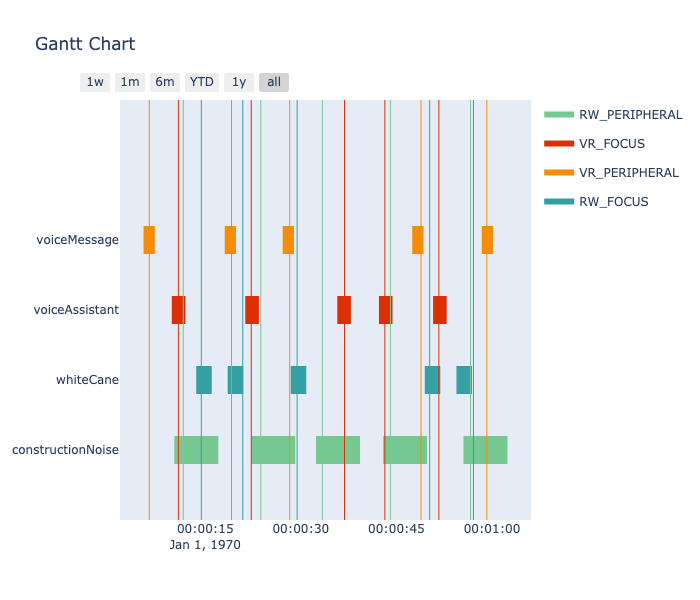 Gantt Chart
1w 1m 6m YTD 1y all
RW_PERIPHERAL
VR_FOCUS
VR_PERIPHERAL
RW_FOCUS
voiceMessage
voiceAssistant
whiteCane
constructionNoise
00:00:15 00:00:30 00:00:45 00:01:00
Jan 1, 1970